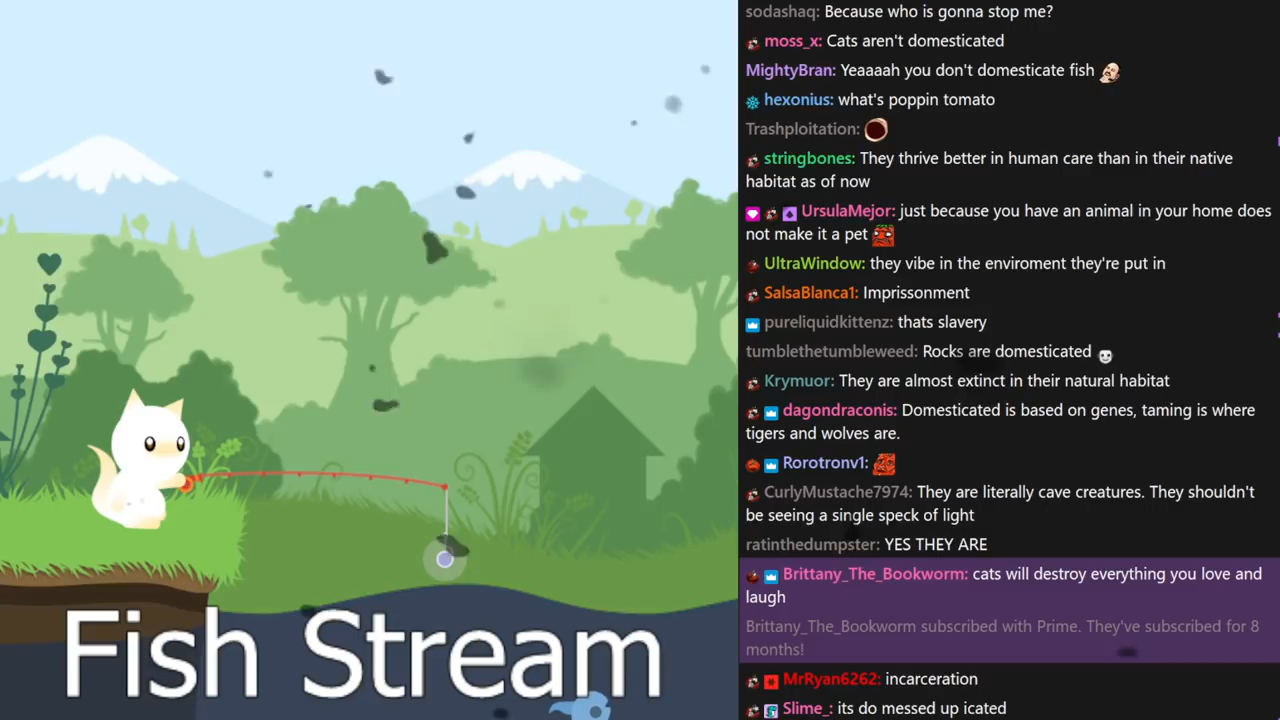 sodashaq: Because who is gonna stop me?
moss_x: Cats aren't domesticated
MightyBran: Yeaaaah you don't domesticate fish
hexonius: what's poppin tomato
Trashploitation:
stringbones: They thrive better in human care than in their native
habitat as of now
UrsulaMejor: just because you have an animal in your home does
not make it a pet
UltraWindow: they vibe in the enviroment they're put in
SalsaBlanca1: Imprissonment
pureliquidkittenz: thats slavery
tumblethetumbleweed: Rocks are domesticated
Krymuor: They are almost extinct in their natural habitat
dagondraconis: Domesticated is based on genes, taming is where
tigers and wolves are.
Rorotronv1:
CurlyMustache7974: They are literally cave creatures. They shouldn't
be seeing a single speck of light
ratinthedumpster: YES THEY ARE
Brittany_The_Bookworm: cats will destroy everything you love and
laugh
Brittany_The_Bookworm subscribed with Prime. They've subscribed for 8
months!
MrRyan6262: incarceration
Slime_: its do messed up icated
Fish Stream